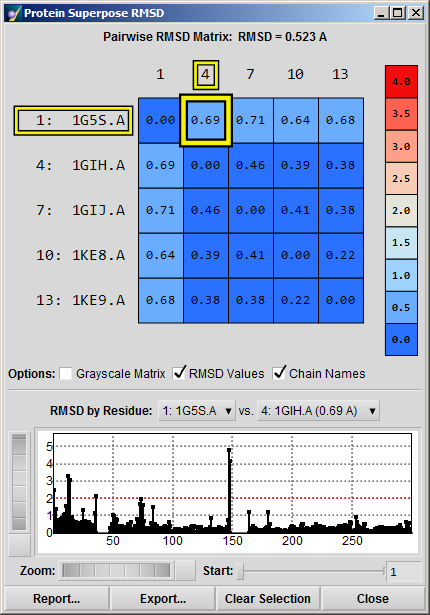 Protein Superpose RMSD
Pairwise RMSD Matrix: RMSD = 0.523 A
1 4 7 10 13
1: 1G5S.A 0.00 0.69 0.71 0.64 0.68
4: 1GIH.A 0.69 0.00 0.46 0.39 0.38
7: 1GIJ.A 0.71 0.46 0.00 0.41 0.38
10: 1KE8.A 0.64 0.39 0.41 0.00 0.22
13: 1KE9.A 0.68 0.38 0.38 0.22 0.00
4.0
3.5
3.0
2.5
2.0
1.5
1.0
0.5
0.0
Options: Grayscale Matrix RMSD Values Chain Names
RMSD by Residue: 1: 1G5S.A vs. 4: 1GIH.A (0.69 A)
5
4
3
2
1
0
50 100 150 200 250
Zoom: Start: 1
Report... Export... Clear Selection Close